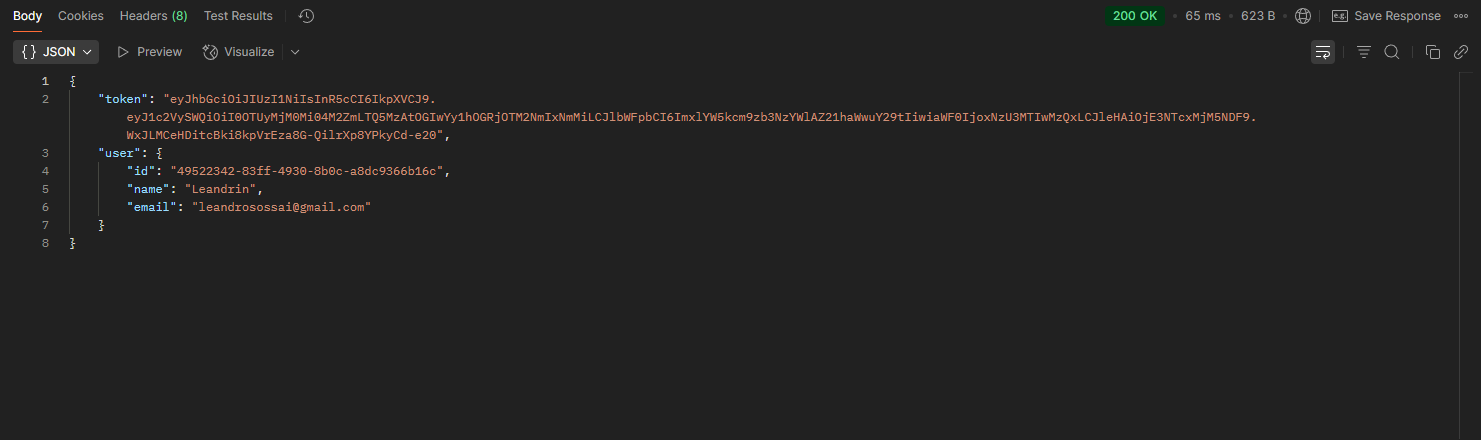 Body Cookies Headers (8) Test Results 200 OK 65 ms 623 B e.g. Save Response
{} JSON Preview Visualize
1 {
2 "token": "eyJhbGciOiJIUzI1NiIsInR5cCI6IkpXVCJ9.
eyJ1c2VySWQiOiI0OTUyMjM0Mi04M2ZmLTQ5MzAtOGIwYy1hOGRjOTM2NmIxNmMiLCJlbWFpbCI6ImxlYW5kcm9zb3NzYWlAZ21haWwuY29tIiwiaWF0IjoxNzU3MTIwMzQxLCJleHAiOjE3NTcxMjM5NDF9.
WxJLMCeHDitcBki8kpVrEza8G-QilrXp8YPkyCd-e20",
3 "user": {
4 "id": "49522342-83ff-4930-8b0c-a8dc9366b16c",
5 "name": "Leandrin",
6 "email": "leandrosossai@gmail.com"
7 }
8 }